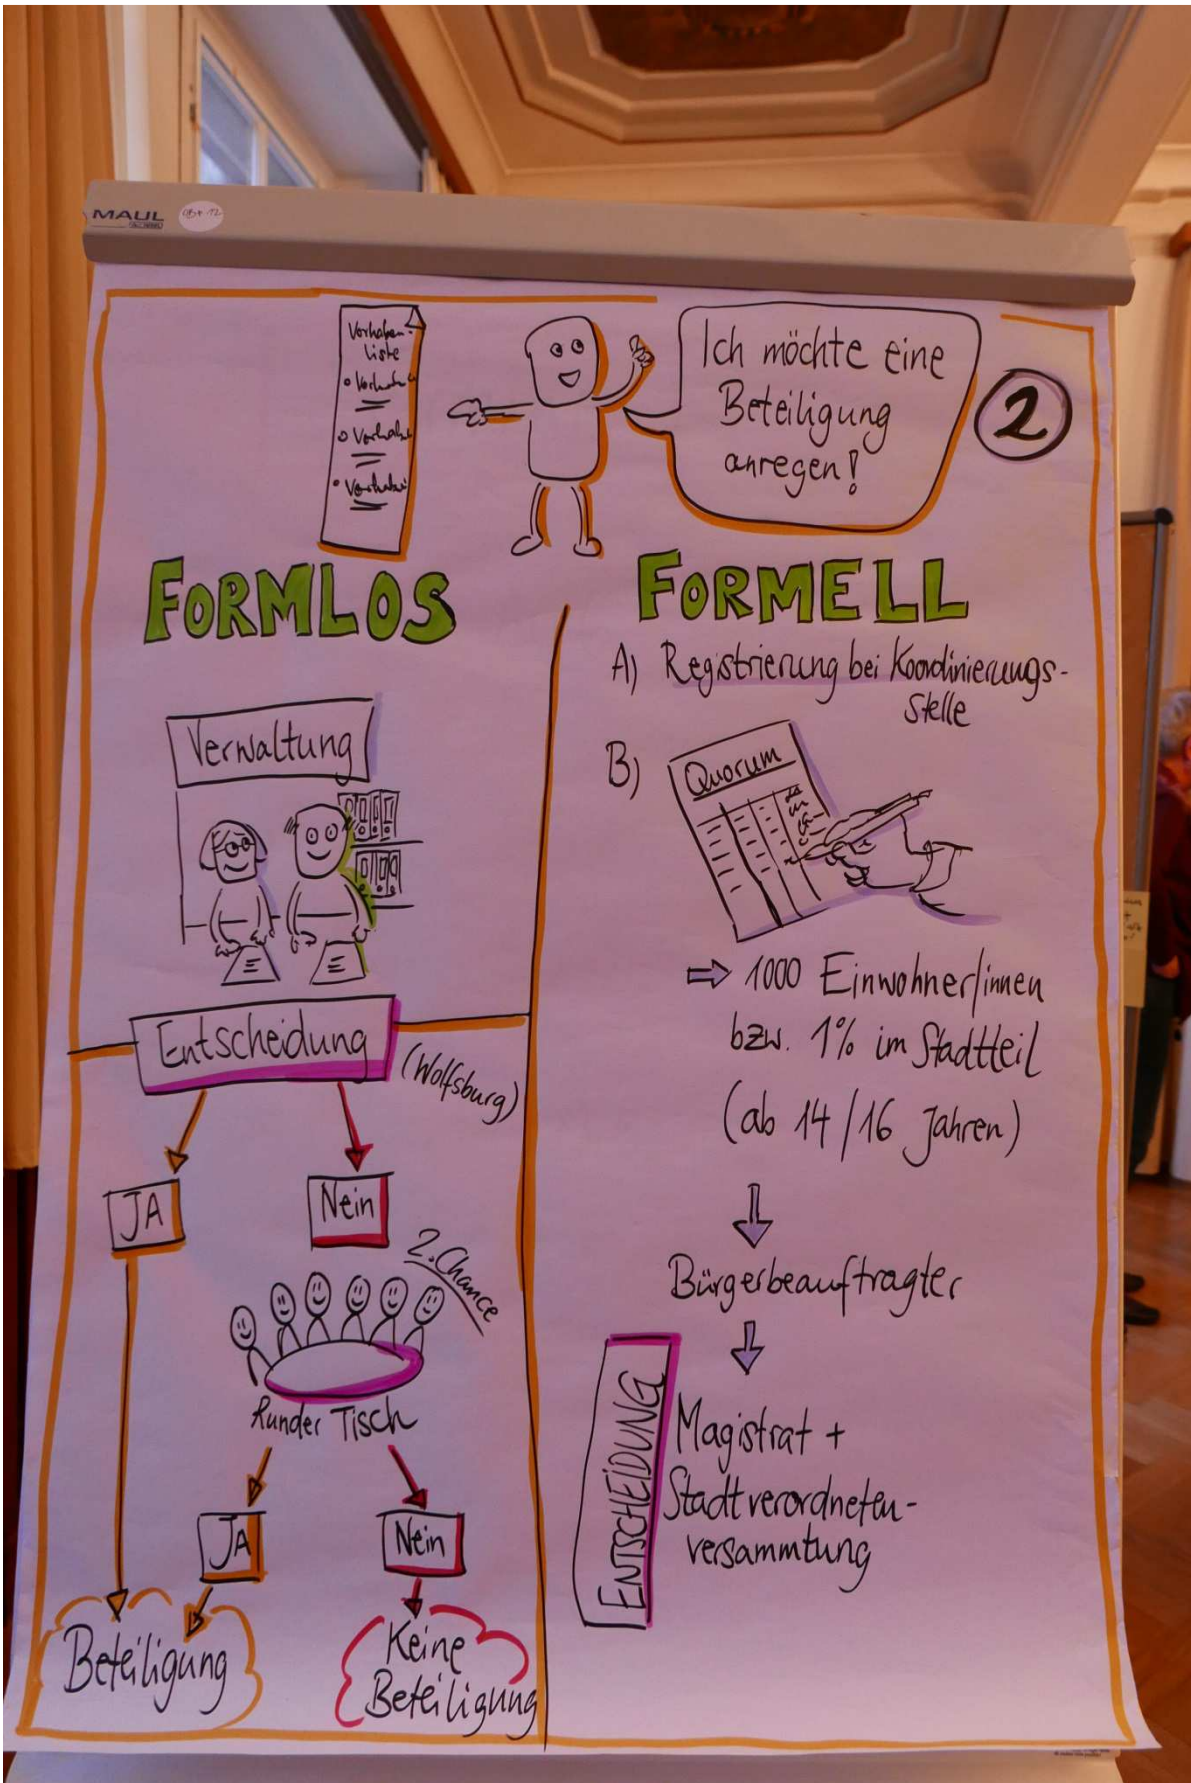 MAUL
Vorhaben-
liste
Ich möchte eine
Beteiligung
anregen!
2
FORMLOS
Verwaltung
Entscheidung
(Wolfsburg)
JA
Nein
2. Chance
Runder Tisch
JA
Nein
Beteiligung
Keine
Beteiligung
FORMELL
A) Registrierung bei Koordinierungs-
Stelle
B)
Quorum
⇒ 1000 Einwohner/innen
bzw. 1% im Stadtteil
(ab 14/16 Jahren)
Bürgerbeauftragter
ENTSCHEIDUNG
Magistrat +
Stadtverordneten-
versammtung